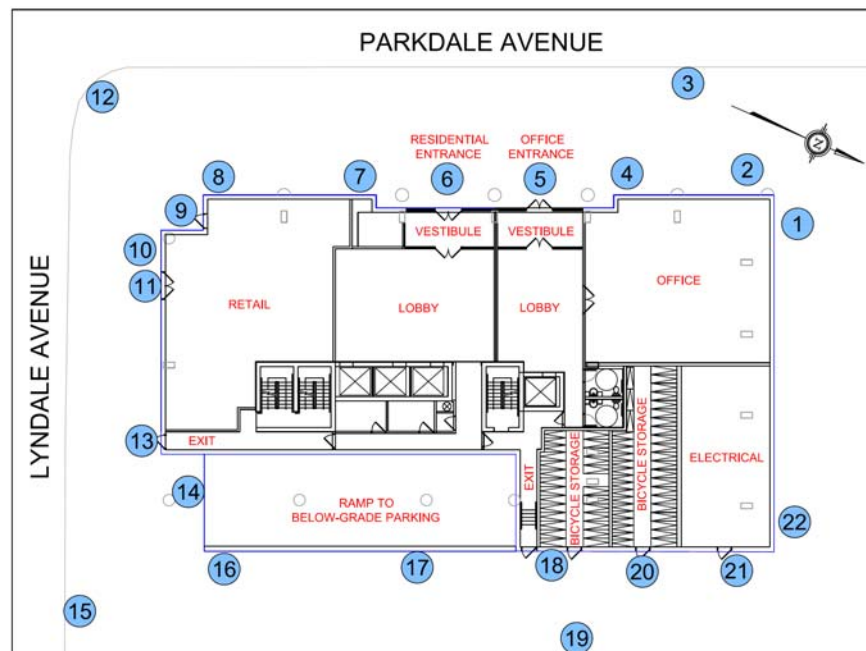 PARKDALE AVENUE
12
3
N
RESIDENTIAL
ENTRANCE
OFFICE
ENTRANCE
8
7
6
5
4
2
9
1
VESTIBULE
VESTIBULE
10
11
RETAIL
LOBBY
LOBBY
OFFICE
LYNDALE AVENUE
13
EXIT
BICYCLE STORAGE
ELECTRICAL
14
RAMP TO
BELOW-GRADE PARKING
EXIT
BICYCLE STORAGE
22
16
17
18
20
21
15
19